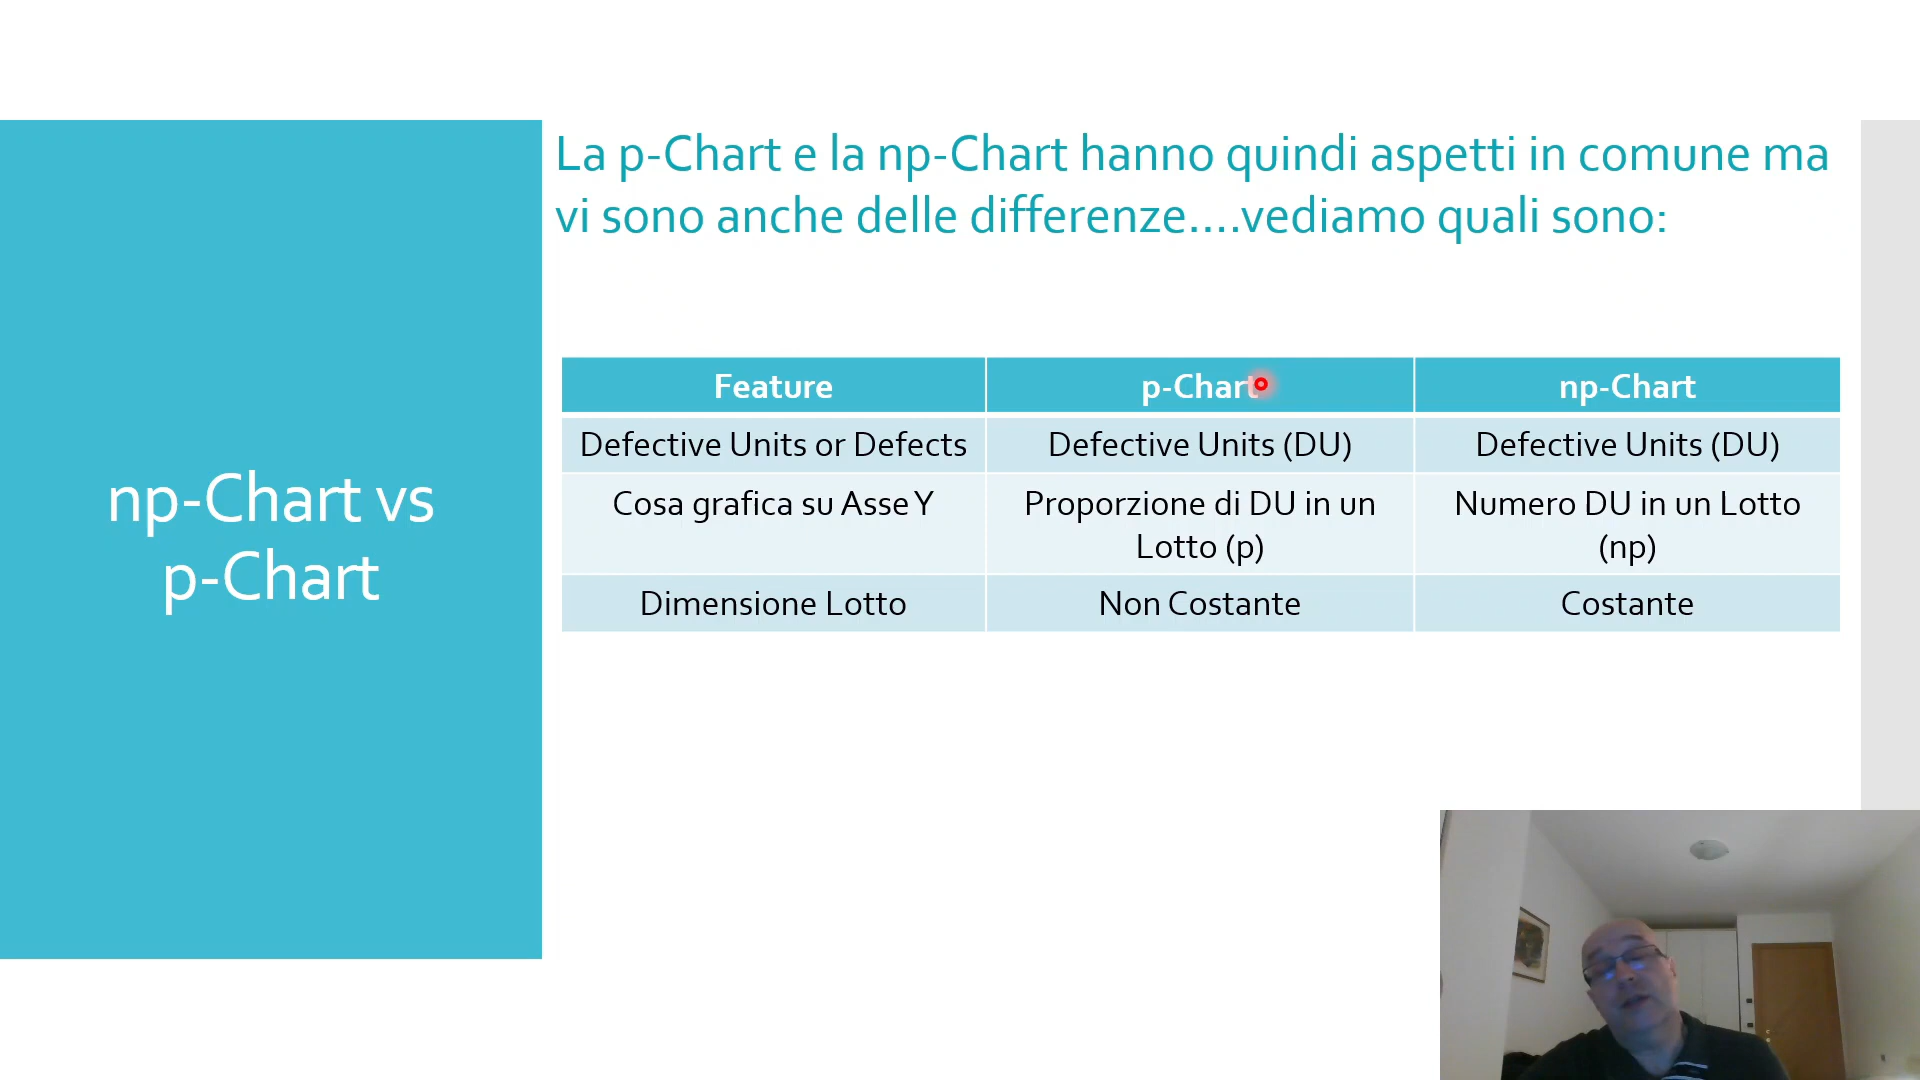 La p-Chart e la np-Chart hanno quindi aspetti in comune ma
vi sono anche delle differenze....vediamo quali sono:
np-Chart vs
p-Chart
Feature p-Chart np-Chart
Defective Units or Defects Defective Units (DU) Defective Units (DU)
Cosa grafica su Asse Y Proporzione di DU in un Numero DU in un Lotto
Lotto (p) (np)
Dimensione Lotto Non Costante Costante